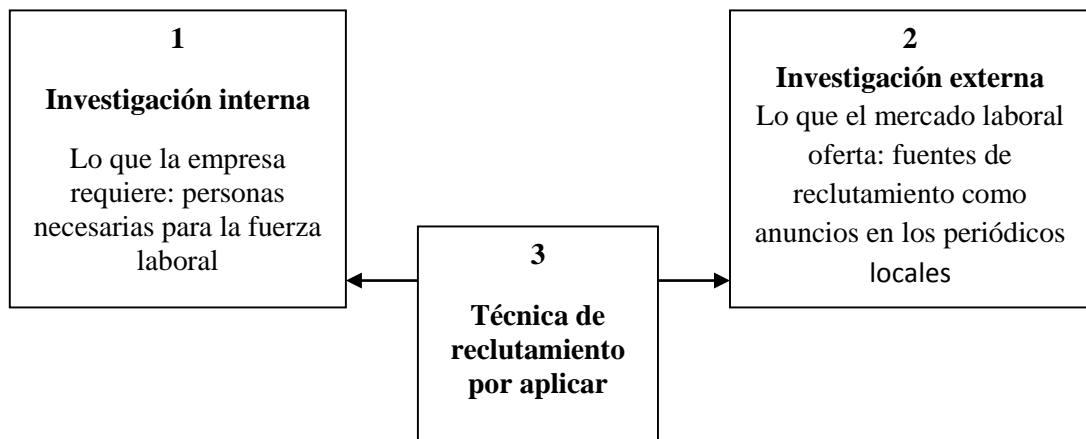 1
Investigación interna
Lo que la empresa
requiere: personas
necesarias para la fuerza
laboral
2
Investigación externa
Lo que el mercado laboral
oferta: fuentes de
reclutamiento como
anuncios en los periódicos
locales
3
Técnica de
reclutamiento
por aplicar